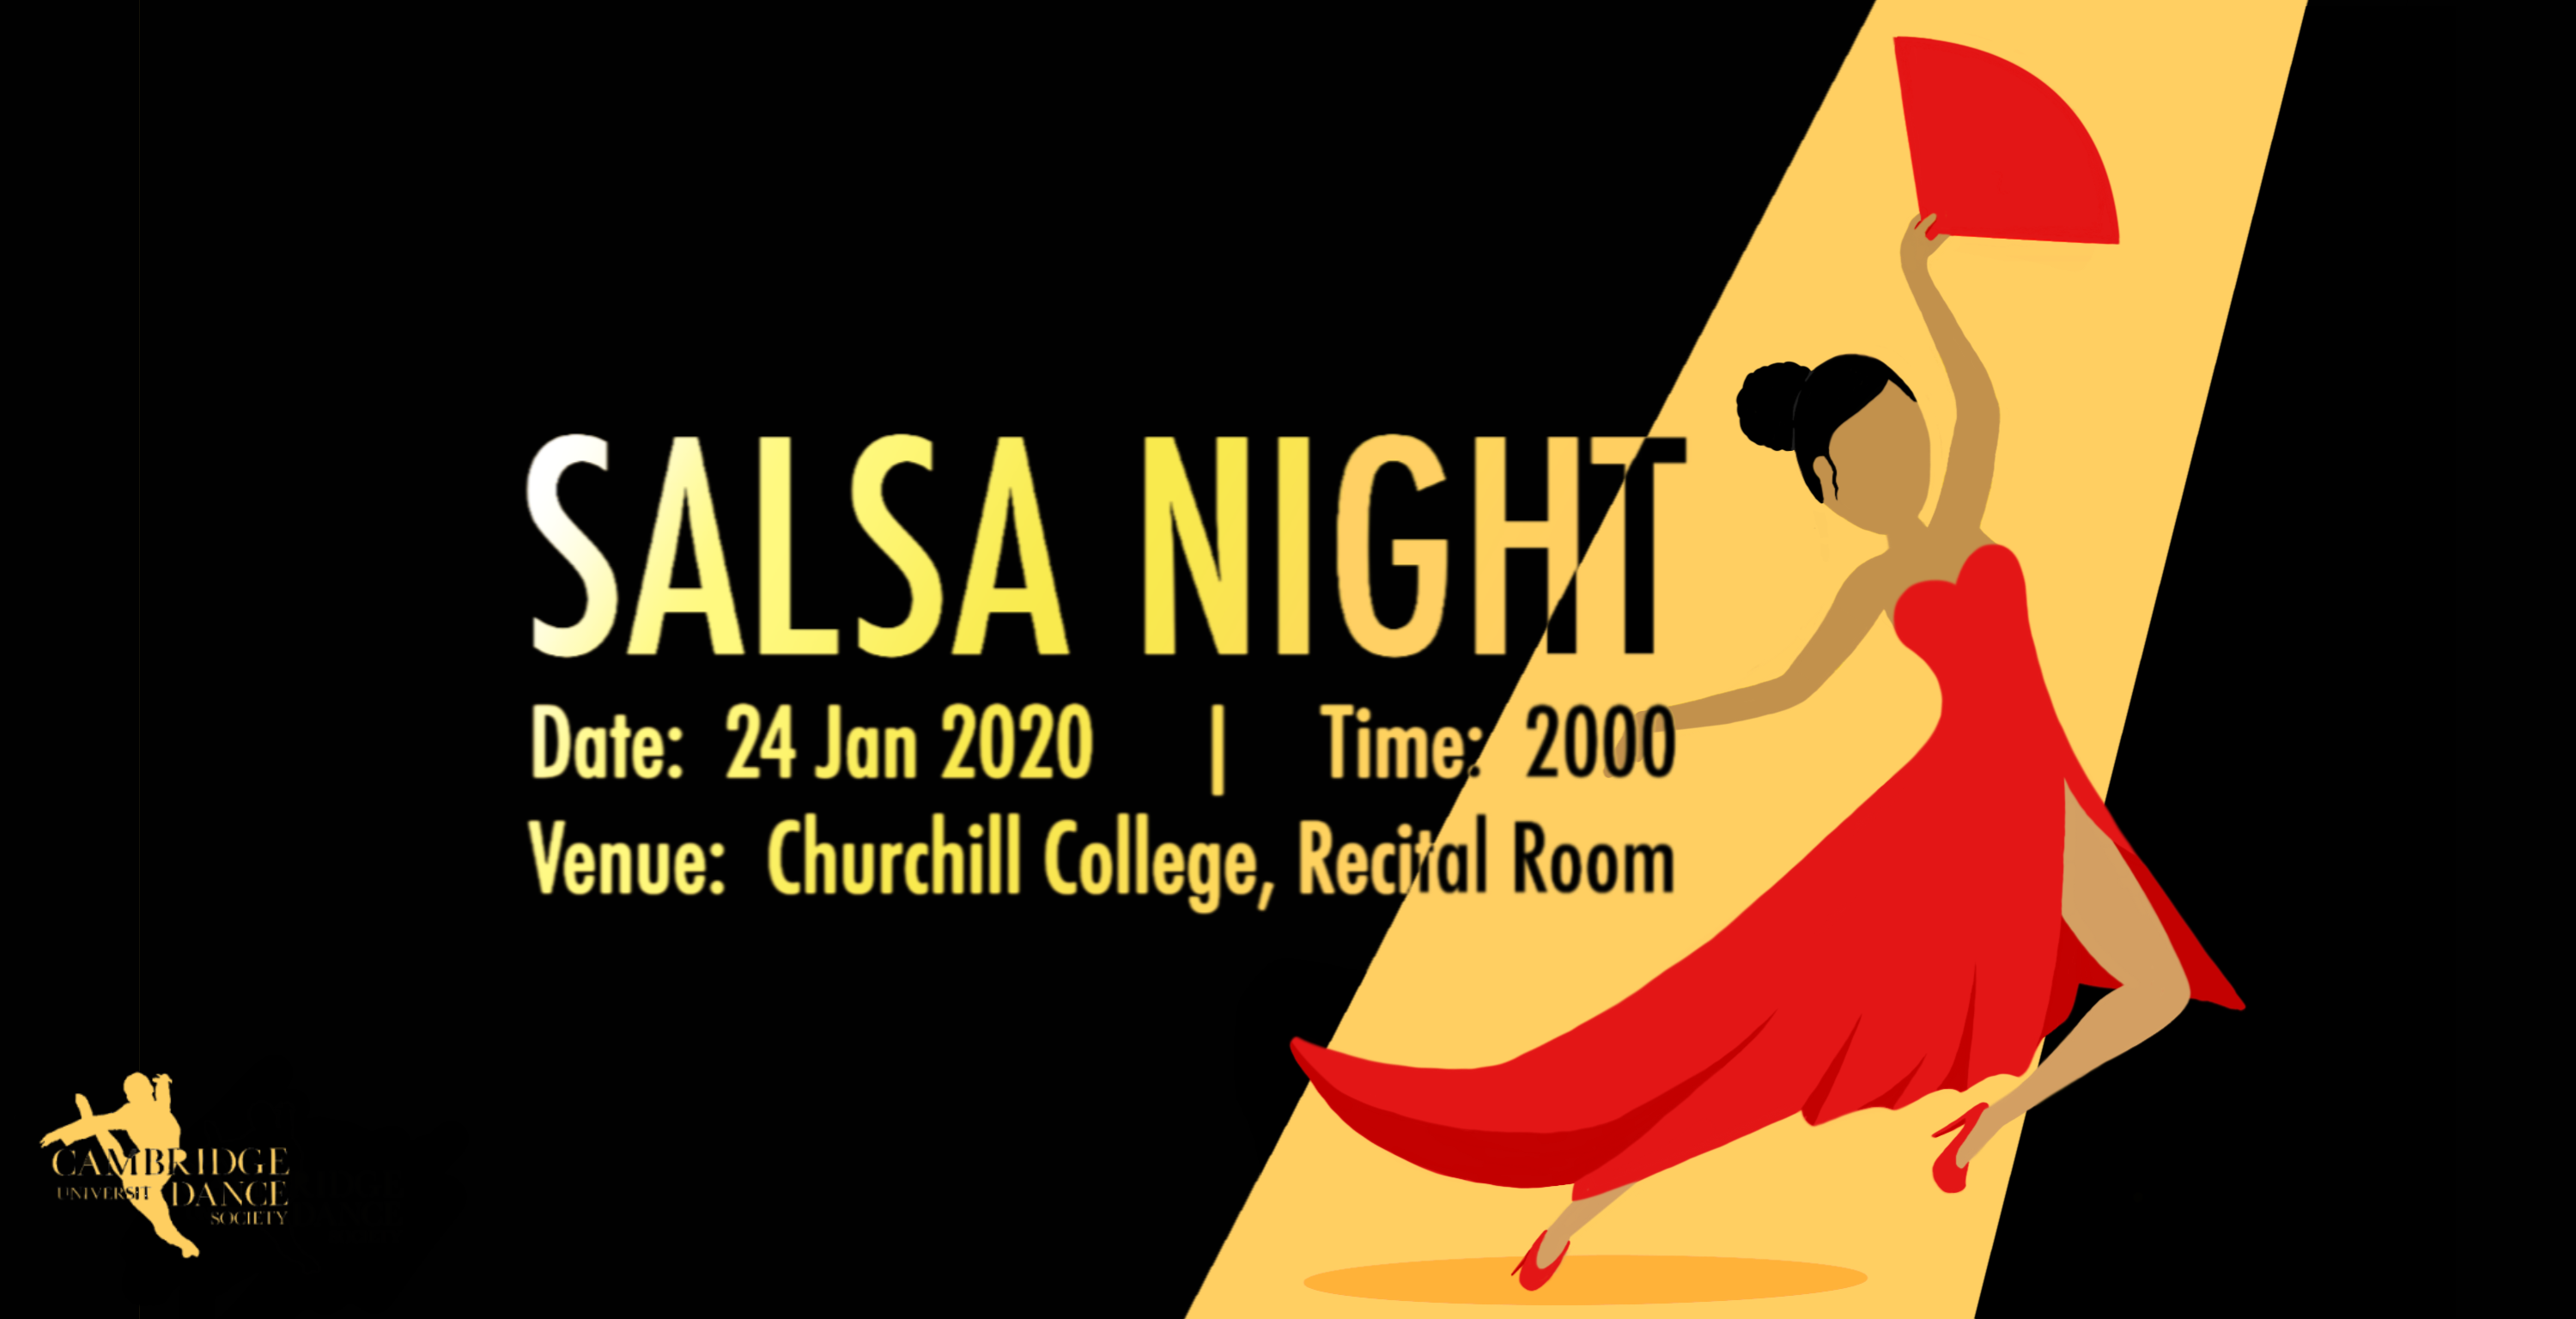 SALSA NIGHT
Date: 24 Jan 2020 | Time: 2000
Venue: Churchill College, Recital Room
CAMBRIDGE
UNIVERSITY DANCE
SOCIETY